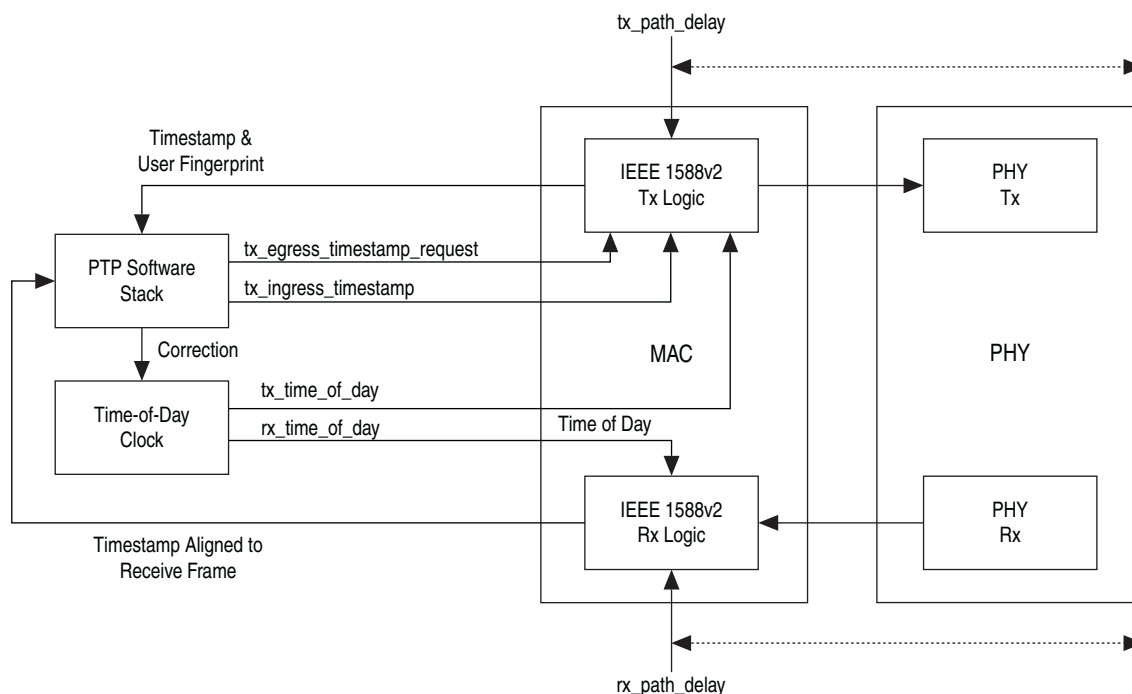 tx_path_delay
Timestamp &
User Fingerprint
IEEE 1588v2
Tx Logic
PHY
Tx
tx_egress_timestamp_request
PTP Software
Stack
tx_ingress_timestamp
Correction
MAC
PHY
tx_time_of_day
Time-of-Day
Clock
rx_time_of_day
Time of Day
IEEE 1588v2
Rx Logic
PHY
Rx
Timestamp Aligned to
Receive Frame
rx_path_delay